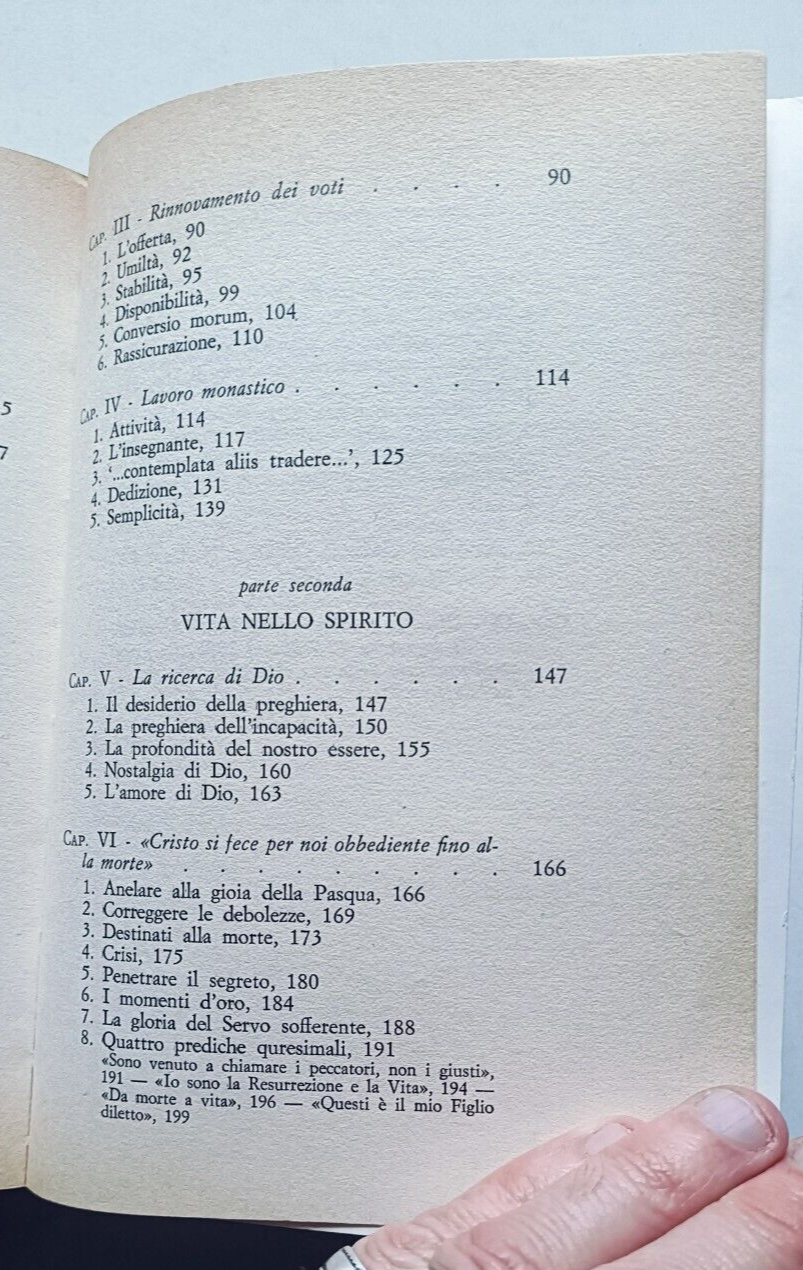 5
7
CAP. III - Rinnovamento dei voti . . . . 90
1. L'offerta, 90
2. Umiltà, 92
3. Stabilità, 95
4. Disponibilità, 99
5. Conversio morum, 104
6. Rassicurazione, 110
CAP. IV - Lavoro monastico . . . . . . 114
1. Attività, 114
2. L'insegnante, 117
3. '...contemplata aliis tradere...', 125
4. Dedizione, 131
5. Semplicità, 139
parte seconda
VITA NELLO SPIRITO
CAP. V - La ricerca di Dio . . . . . . 147
1. Il desiderio della preghiera, 147
2. La preghiera dell'incapacità, 150
3. La profondità del nostro essere, 155
4. Nostalgia di Dio, 160
5. L'amore di Dio, 163
CAP. VI - «Cristo si fece per noi obbediente fino al-
la morte» . . . . . . . . . 166
1. Anelare alla gioia della Pasqua, 166
2. Correggere le debolezze, 169
3. Destinati alla morte, 173
4. Crisi, 175
5. Penetrare il segreto, 180
6. I momenti d'oro, 184
7. La gloria del Servo sofferente, 188
8. Quattro prediche quresimali, 191
«Sono venuto a chiamare i peccatori, non i giusti»,
191 — «Io sono la Resurrezione e la Vita», 194 —
«Da morte a vita», 196 — «Questi è il mio Figlio
diletto», 199